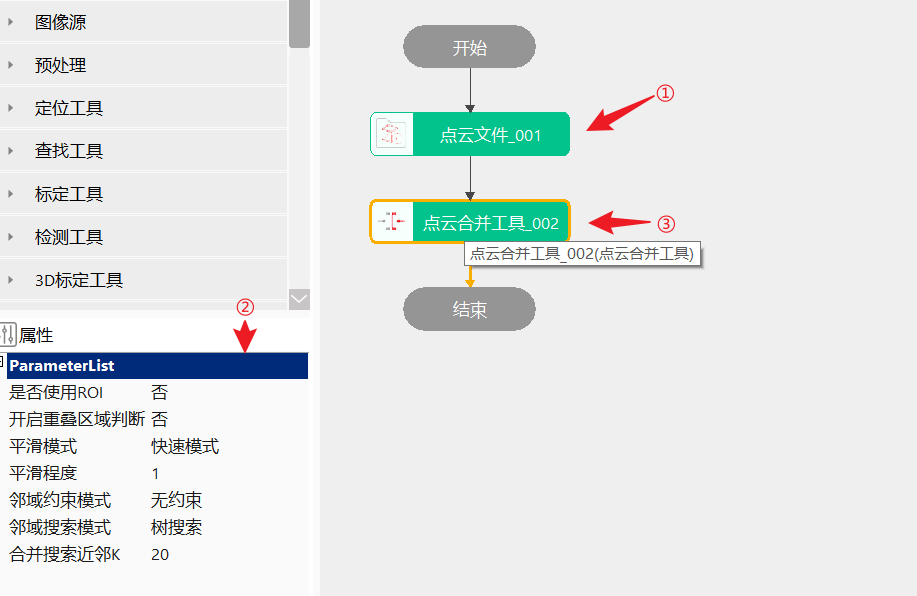 图像源
预处理
定位工具
查找工具
标定工具
检测工具
3D标定工具
②
属性
ParameterList
是否使用ROI 否
开启重叠区域判断 否
平滑模式 快速模式
平滑程度 1
邻域约束模式 无约束
邻域搜索模式 树搜索
合并搜索近邻K 20
开始
①
点云文件_001
点云合并工具_002
③
点云合并工具_002(点云合并工具)
结束